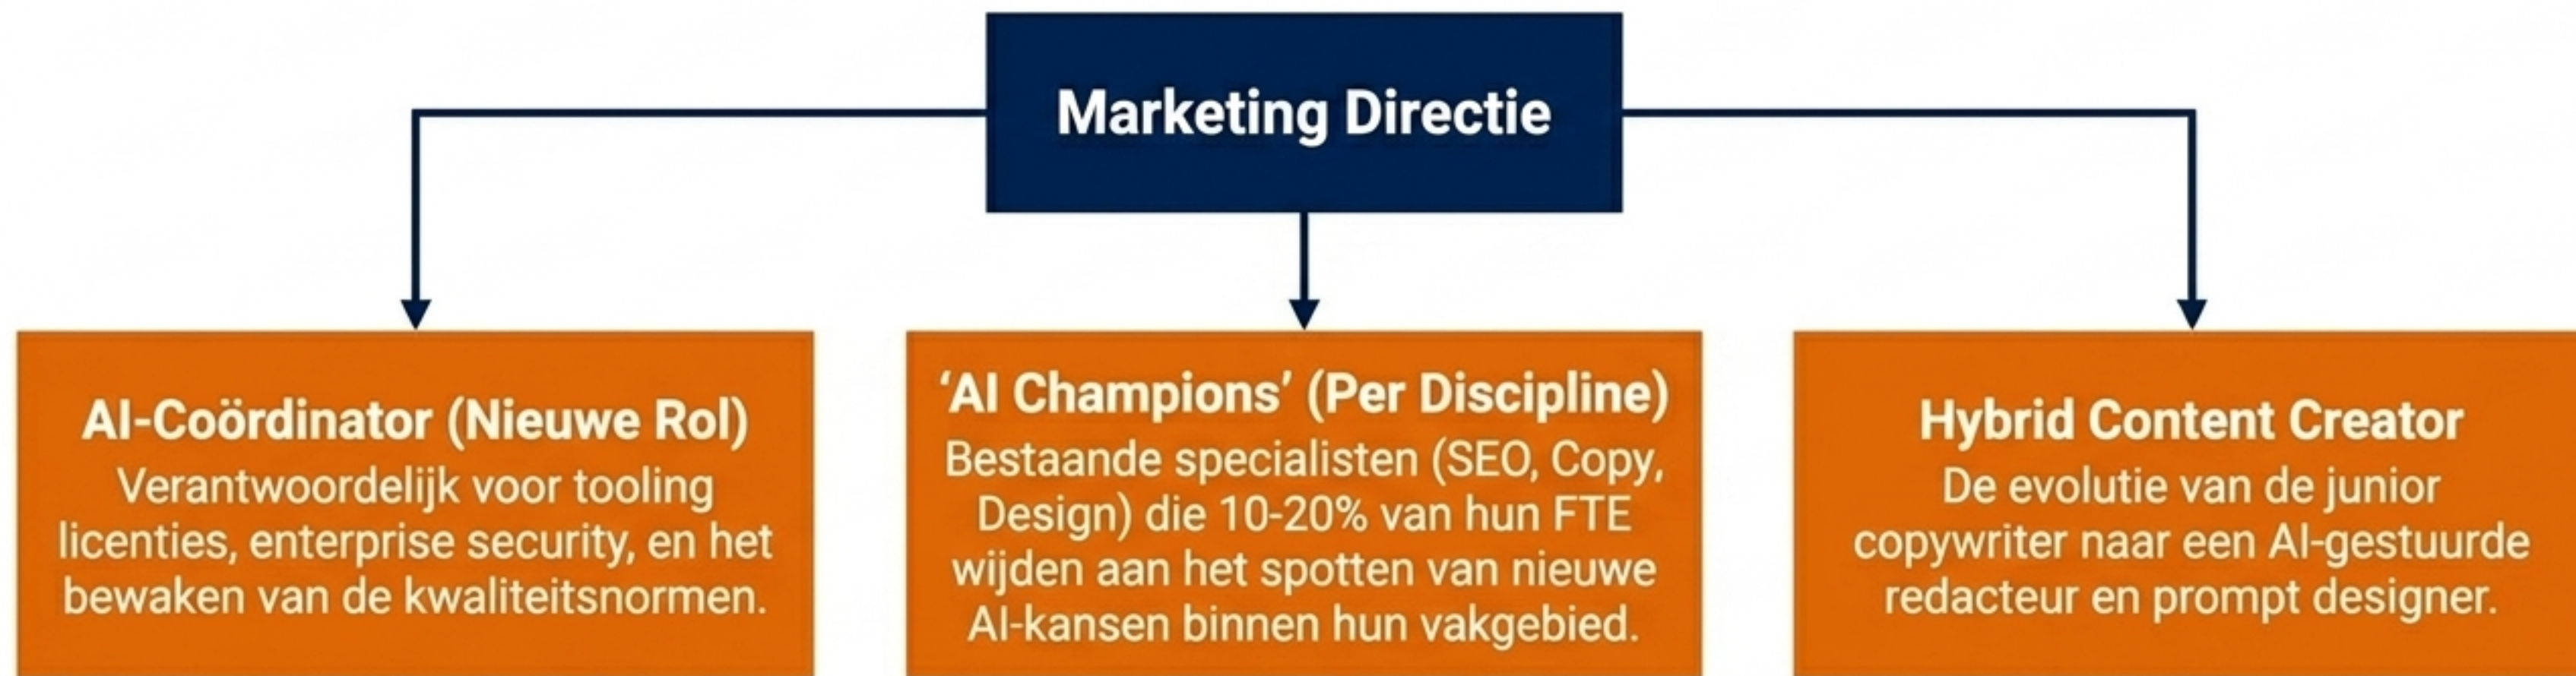 Marketing Directie
AI-Coördinator (Nieuwe Rol)
Verantwoordelijk voor tooling
licenties, enterprise security, en het
bewaken van de kwaliteitsnormen.
‘AI Champions’ (Per Discipline)
Bestaande specialisten (SEO, Copy,
Design) die 10-20% van hun FTE
wijden aan het spotten van nieuwe
AI-kansen binnen hun vakgebied.
Hybrid Content Creator
De evolutie van de junior
copywriter naar een AI-gestuurde
redacteur en prompt designer.